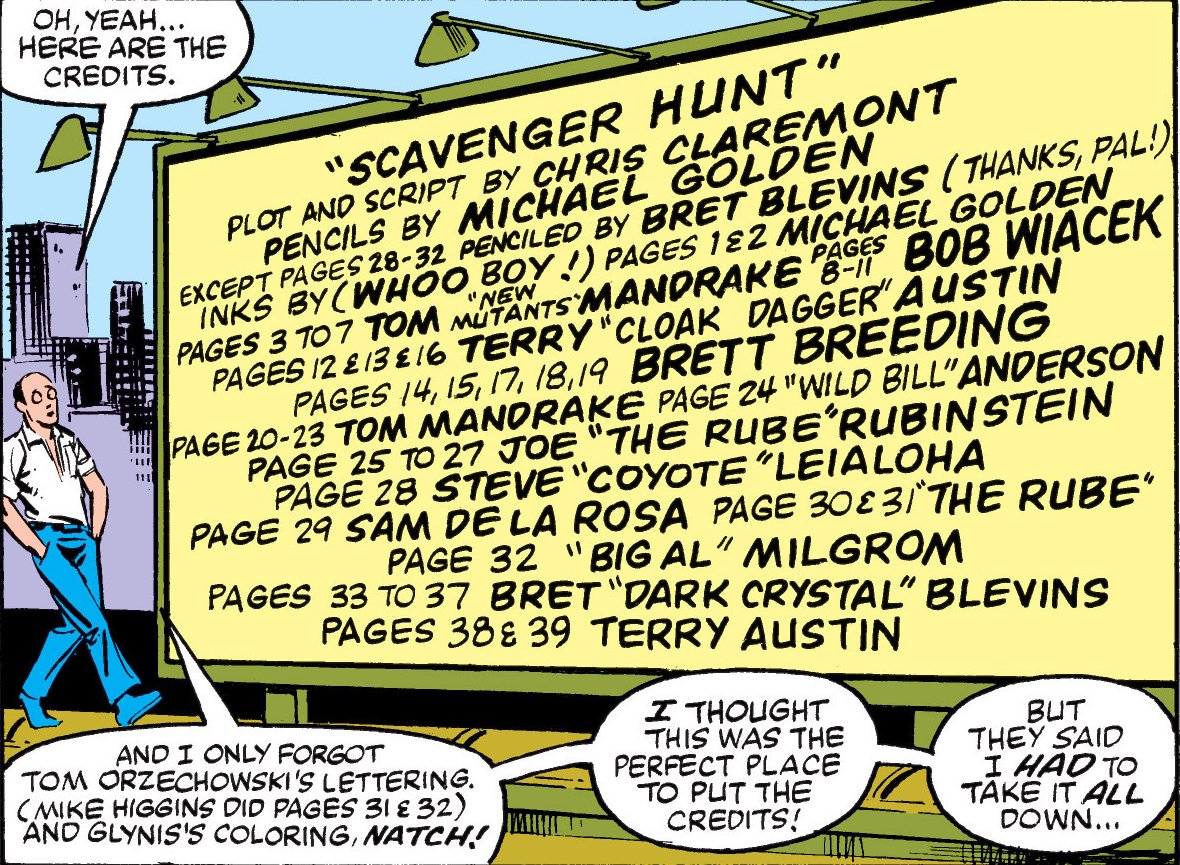 OH, YEAH...
HERE ARE THE
CREDITS.
"SCAVENGER HUNT"
PLOT AND SCRIPT BY CHRIS CLAREMONT
PENCILS BY MICHAEL GOLDEN
EXCEPT PAGES 28-32 PENCILED BY BRET BLEVINS (THANKS, PAL!)
INKS BY (WHOO BOY!) PAGES 1 & 2 MICHAEL GOLDEN
PAGES 3 TO 7 TOM "NEW MUTANTS" MANDRAKE PAGES 8-11 BOB WIACEK
PAGES 12 & 13 & 16 TERRY "CLOAK DAGGER" AUSTIN
PAGES 14, 15, 17, 18, 19 BRETT BREEDING
PAGE 20-23 TOM MANDRAKE PAGE 24 "WILD BILL" ANDERSON
PAGE 25 TO 27 JOE "THE RUBE" RUBINSTEIN
PAGE 28 STEVE "COYOTE" LEIALOHA
PAGE 29 SAM DE LA ROSA PAGE 30 & 31 "THE RUBE"
PAGE 32 "BIG AL" MILGROM
PAGES 33 TO 37 BRET "DARK CRYSTAL" BLEVINS
PAGES 38 & 39 TERRY AUSTIN
AND I ONLY FORGOT
TOM ORZECHOWSKI'S LETTERING.
(MIKE HIGGINS DID PAGES 31 & 32)
AND GLYNIS'S COLORING, NATCH!
I THOUGHT
THIS WAS THE
PERFECT PLACE
TO PUT THE
CREDITS!
BUT
THEY SAID
I HAD TO
TAKE IT ALL
DOWN...